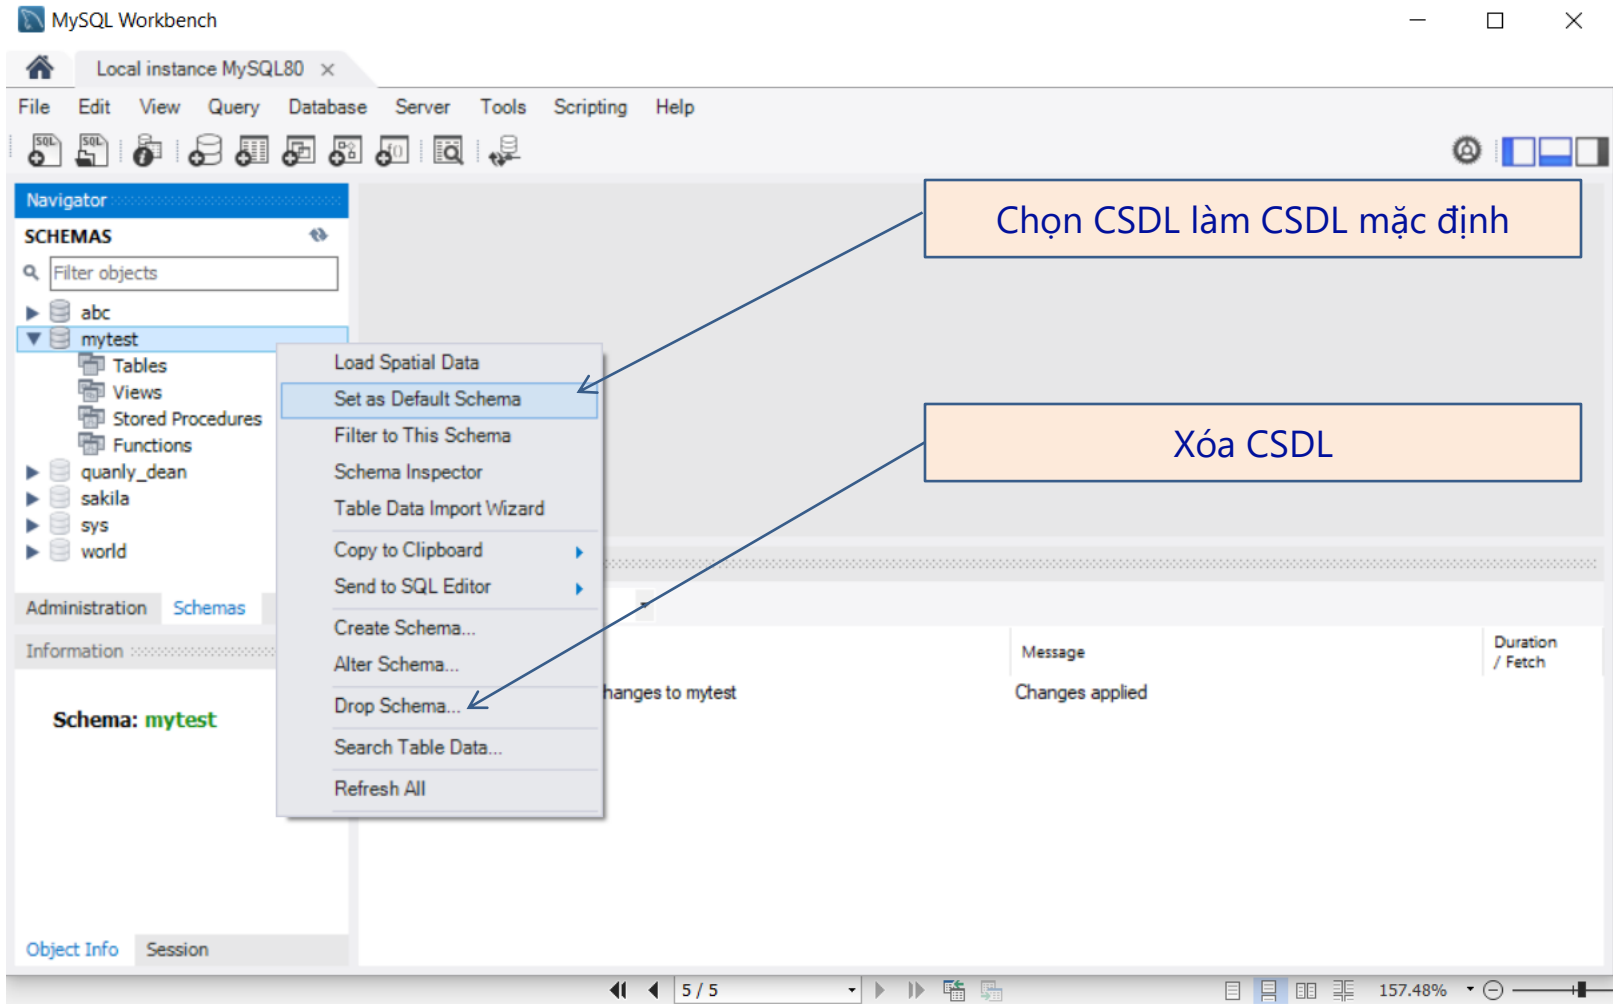 MySQL Workbench
Local instance MySQL80
File Edit View Query Database Server Tools Scripting Help
Navigator
SCHEMAS
Filter objects
abc
mytest
Tables
Views
Stored Procedures
Functions
quanly_dean
sakila
sys
world
Administration Schemas
Information
Schema: mytest
Object Info Session
Load Spatial Data
Set as Default Schema
Filter to This Schema
Schema Inspector
Table Data Import Wizard
Copy to Clipboard
Send to SQL Editor
Create Schema...
Alter Schema...
Drop Schema...
Search Table Data...
Refresh All
Chọn CSDL làm CSDL mặc định
Xóa CSDL
Message
Duration
/ Fetch
hanges to mytest
Changes applied
5 / 5
157.48%